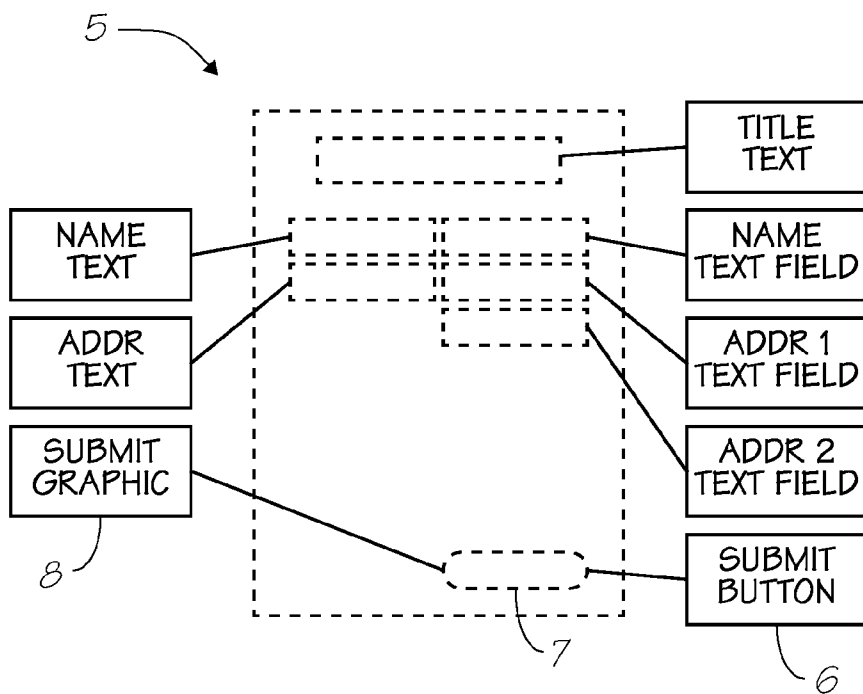 5
TITLE
TEXT
NAME
TEXT
NAME
TEXT FIELD
ADDR
TEXT
ADDR 1
TEXT FIELD
SUBMIT
GRAPHIC
ADDR 2
TEXT FIELD
SUBMIT
BUTTON
8
7
6